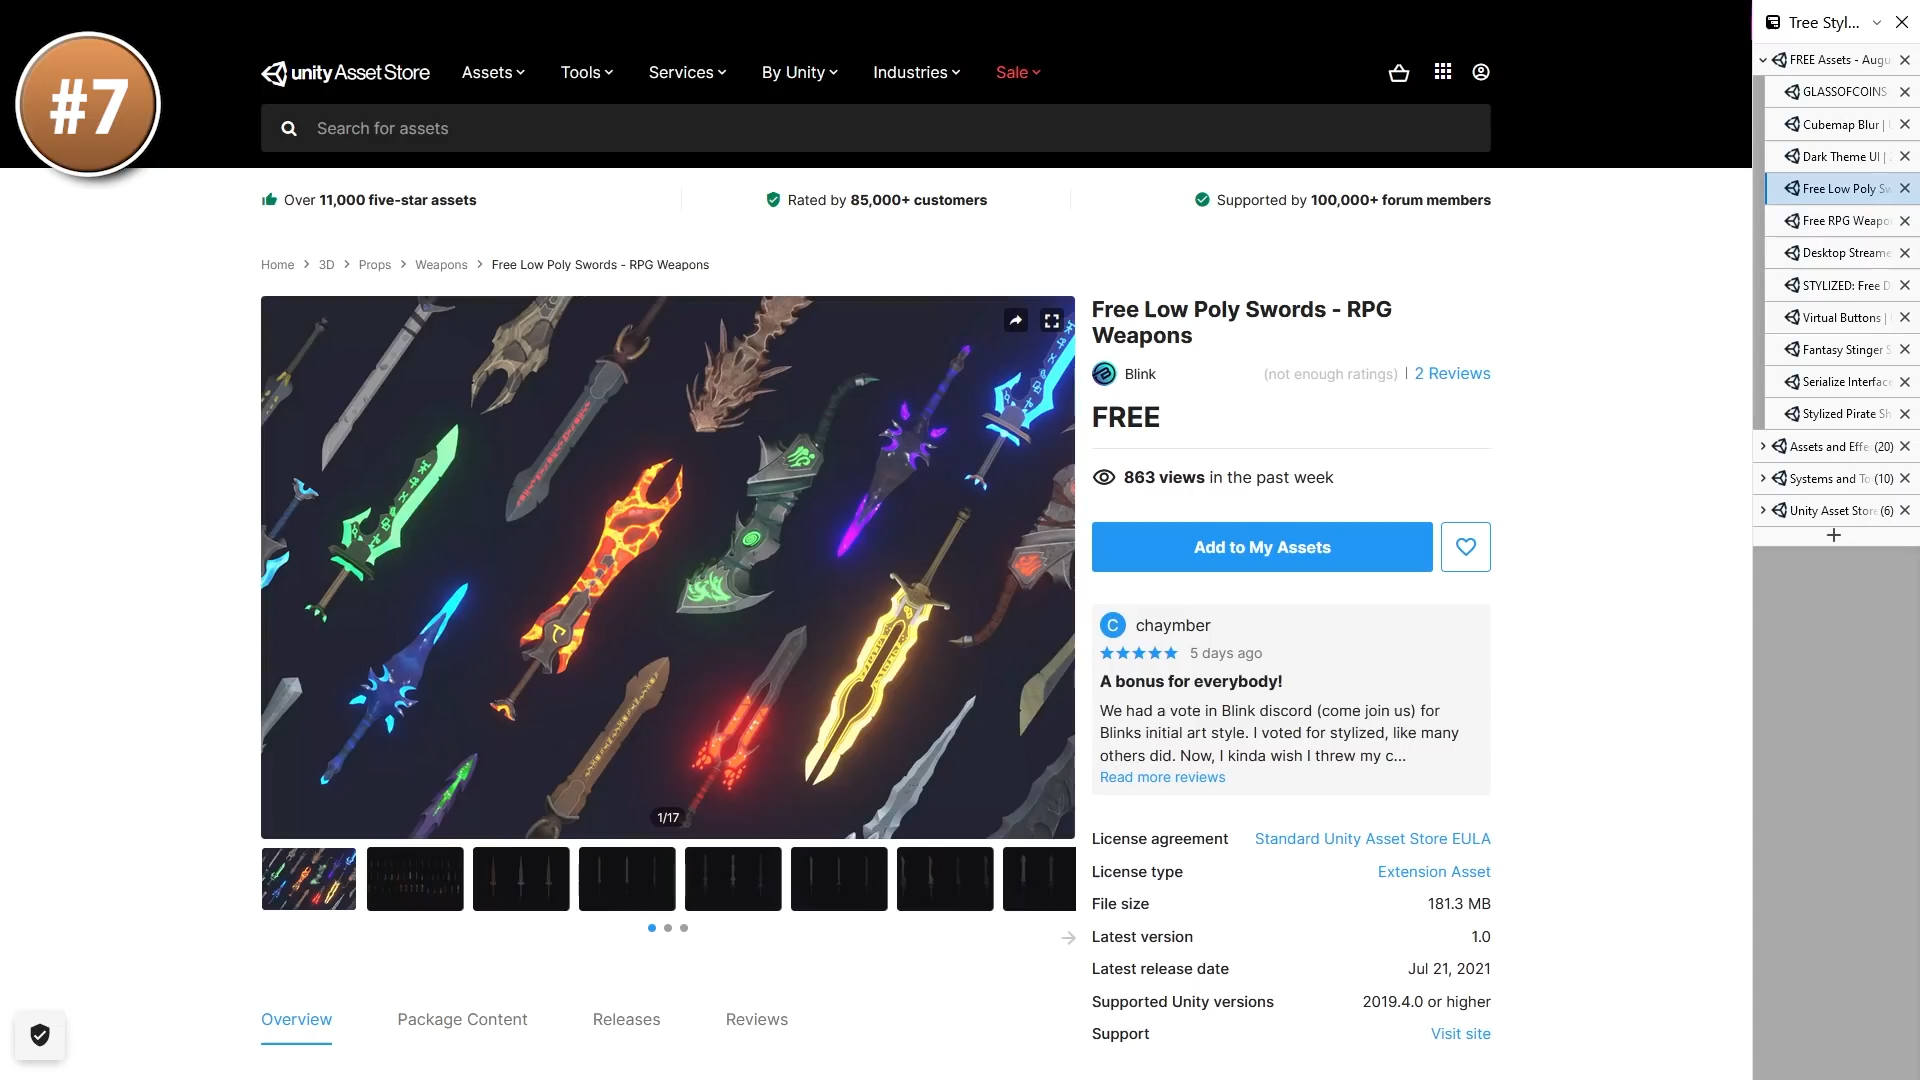 #7
unity Asset Store
Assets
Tools
Services
By Unity
Industries
Sale
Search for assets
Over 11,000 five-star assets
Rated by 85,000+ customers
Supported by 100,000+ forum members
Home > 3D > Props > Weapons > Free Low Poly Swords - RPG Weapons
1/17
Free Low Poly Swords - RPG
Weapons
Blink
(not enough ratings) | 2 Reviews
FREE
863 views in the past week
Add to My Assets
C chaymber
5 days ago
A bonus for everybody!
We had a vote in Blink discord (come join us) for
Blinks initial art style. I voted for stylized, like many
others did. Now, I kinda wish I threw my c...
Read more reviews
License agreement Standard Unity Asset Store EULA
License type Extension Asset
File size 181.3 MB
Latest version 1.0
Latest release date Jul 21, 2021
Supported Unity versions 2019.4.0 or higher
Support Visit site
Overview
Package Content
Releases
Reviews
Tree Styl...
FREE Assets - Augu
GLASSOFCOINS
Cubemap Blur |
Dark Theme UI |
Free Low Poly Sw
Free RPG Weapo
Desktop Streame
STYLIZED: Free D
Virtual Buttons |
Fantasy Stinger S
Serialize Interface
Stylized Pirate Sh
Assets and Effe (20)
Systems and To (10)
Unity Asset Store (6)